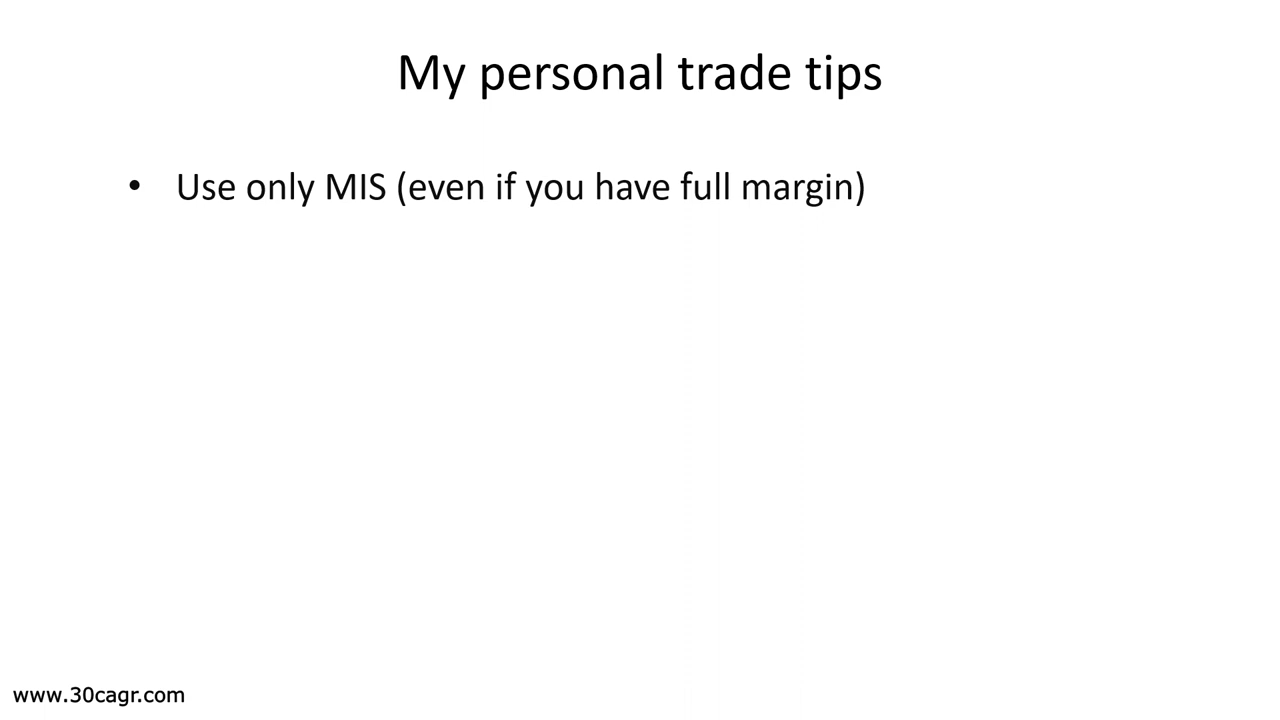 My personal trade tips
• Use only MIS (even if you have full margin)
www.30cagr.com